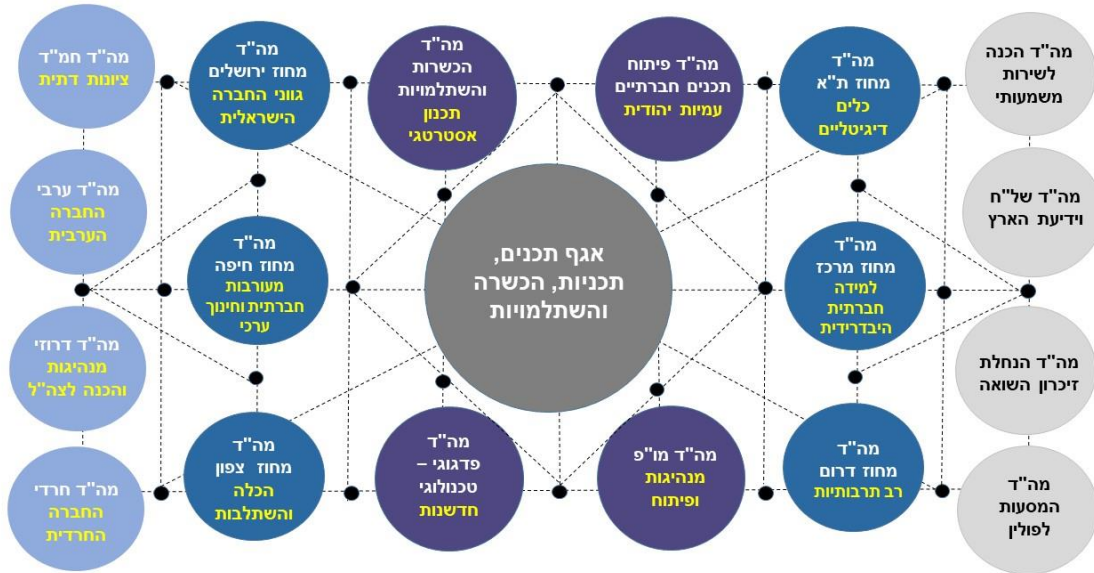 מה"ד הכנה
לשירות
משמעותי
מה"ד
מחוז ת"א
כלים
דיגיטליים
מה"ד פיתוח
תכנים חברתיים
עמיות יהודית
מה"ד
הכשרות
והשתלמויות
תכנון
אסטרטגי
מה"ד
מחוז ירושלים
גווני החברה
הישראלית
מה"ד חמ"ד
ציונות דתית
מה"ד של"ח
וידיעת הארץ
מה"ד
מחוז מרכז
למידה
חברתית
היבדרידית
אגף תכנים,
תכניות, הכשרה
והשתלמויות
מה"ד
מחוז חיפה
מעורבות
חברתית וחינוך
ערכי
מה"ד ערבי
החברה
הערבית
מה"ד הנחלת
זיכרון השואה
מה"ד דרוזי
מנהיגות
והכנה לצה"ל
מה"ד
המסעות
לפולין
מה"ד
מחוז דרום
רב תרבותיות
מה"ד מו"פ
מנהיגות
ופיתוח
מה"ד
פדגוגי –
טכנולוגי
חדשנות
מה"ד
מחוז צפון
הכלה
והשתלבות
מה"ד חרדי
החברה
החרדית